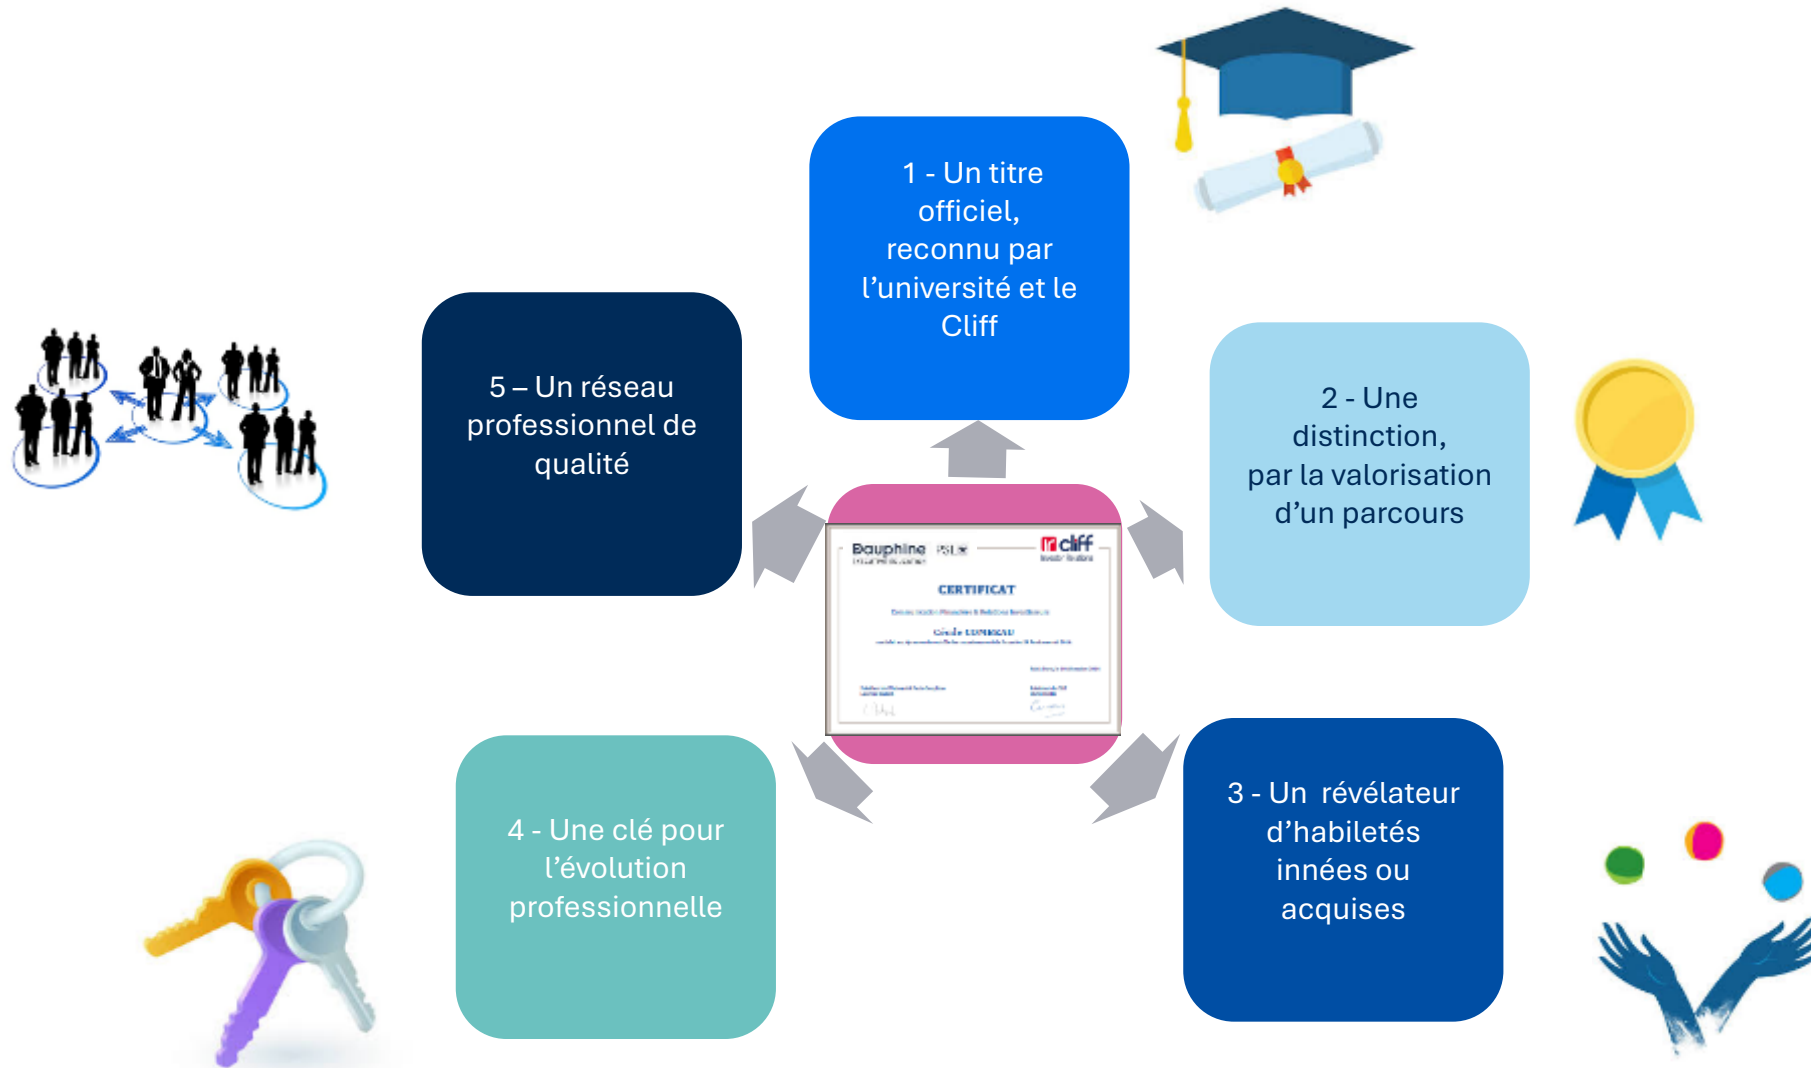 1 - Un titre
officiel,
reconnu par
l’université et le
Cliff
2 - Une
distinction,
par la valorisation
d’un parcours
3 - Un  révélateur
d’habiletés
innées ou
acquises
4 - Une clé pour
l’évolution
professionnelle
5 – Un réseau
professionnel de
qualité
Dauphine PSL
cliff
CERTIFICAT